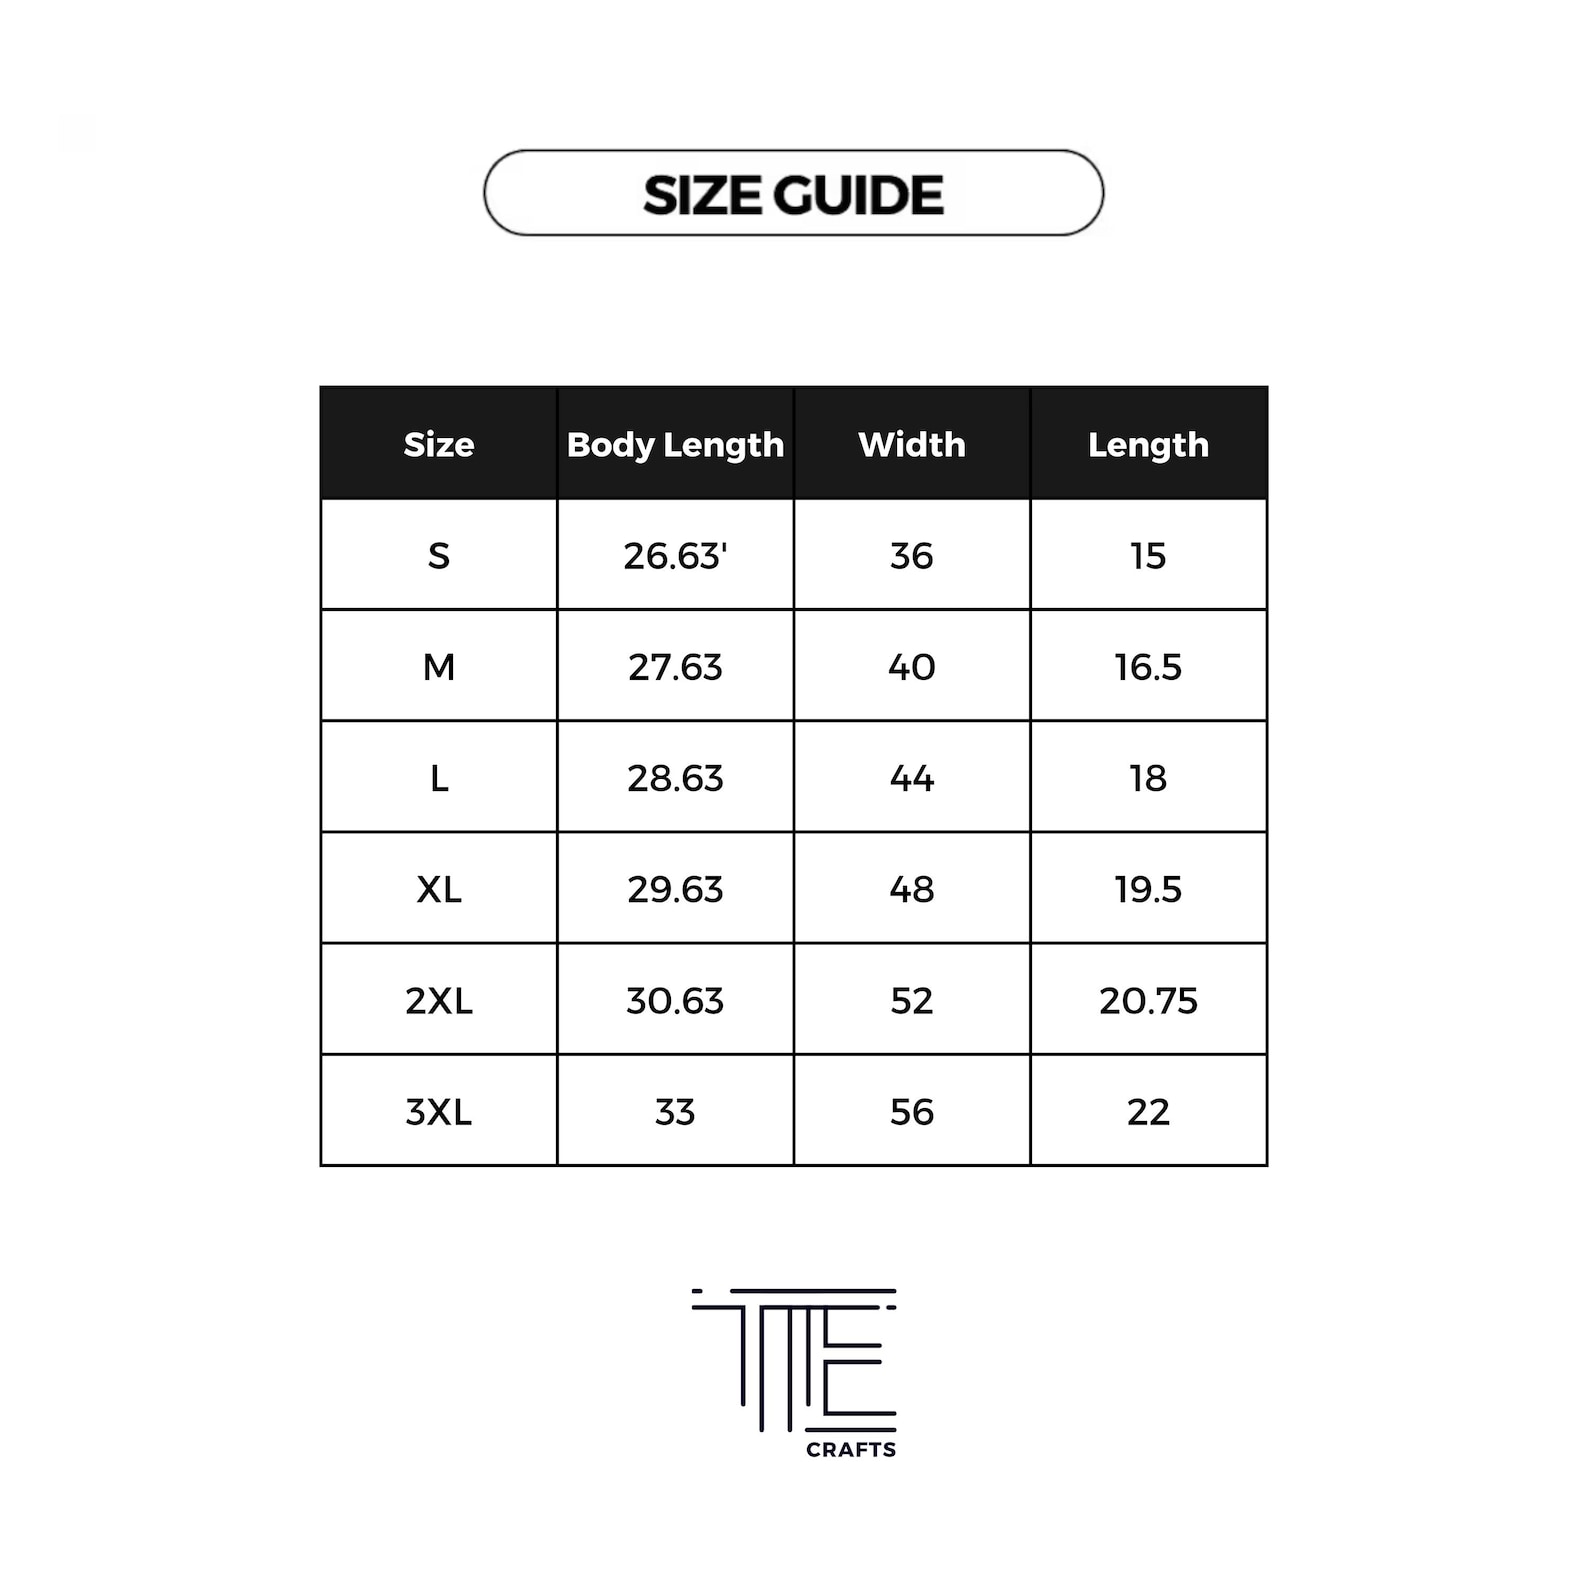 SIZE GUIDE
Size Body Length Width Length
S 26.63' 36 15
M 27.63 40 16.5
L 28.63 44 18
XL 29.63 48 19.5
2XL 30.63 52 20.75
3XL 33 56 22
TTE
CRAFTS